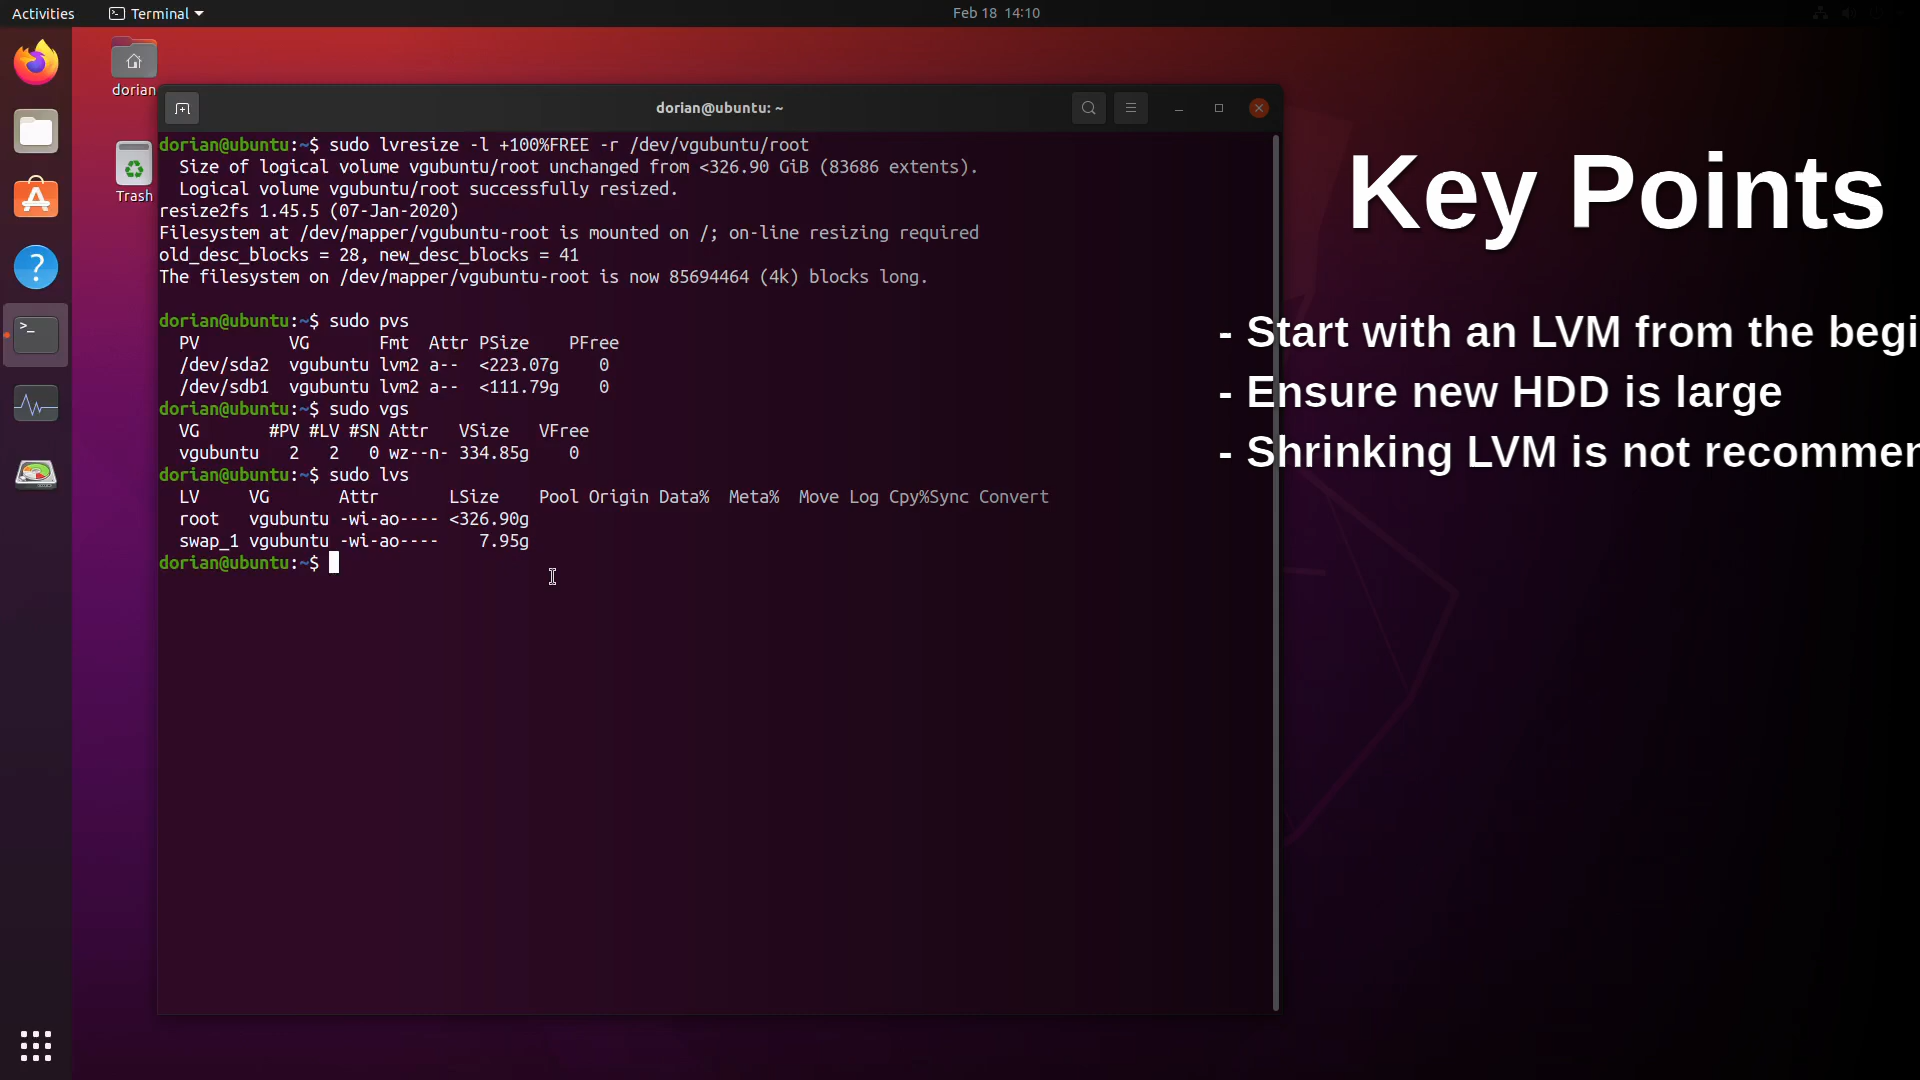 Activities
Terminal
Feb 18 14:10
dorian
Trash
dorian@ubuntu: ~
dorian@ubuntu:~$ sudo lvresize -l +100%FREE -r /dev/vgubuntu/root
Size of logical volume vgubuntu/root unchanged from <326.90 GiB (83686 extents).
Logical volume vgubuntu/root successfully resized.
resize2fs 1.45.5 (07-Jan-2020)
Filesystem at /dev/mapper/vgubuntu-root is mounted on /; on-line resizing required
old_desc_blocks = 28, new_desc_blocks = 41
The filesystem on /dev/mapper/vgubuntu-root is now 85694464 (4k) blocks long.
dorian@ubuntu:~$ sudo pvs
PV VG Fmt Attr PSize PFree
/dev/sda2 vgubuntu lvm2 a-- <223.07g 0
/dev/sdb1 vgubuntu lvm2 a-- <111.79g 0
dorian@ubuntu:~$ sudo vgs
VG #PV #LV #SN Attr VSize VFree
vgubuntu 2 2 0 wz--n- 334.85g 0
dorian@ubuntu:~$ sudo lvs
LV VG Attr LSize Pool Origin Data% Meta% Move Log Cpy%Sync Convert
root vgubuntu -wi-ao---- <326.90g
swap_1 vgubuntu -wi-ao---- 7.95g
dorian@ubuntu:~$
Key Points
- Start with an LVM from the begi
- Ensure new HDD is large
- Shrinking LVM is not recommen